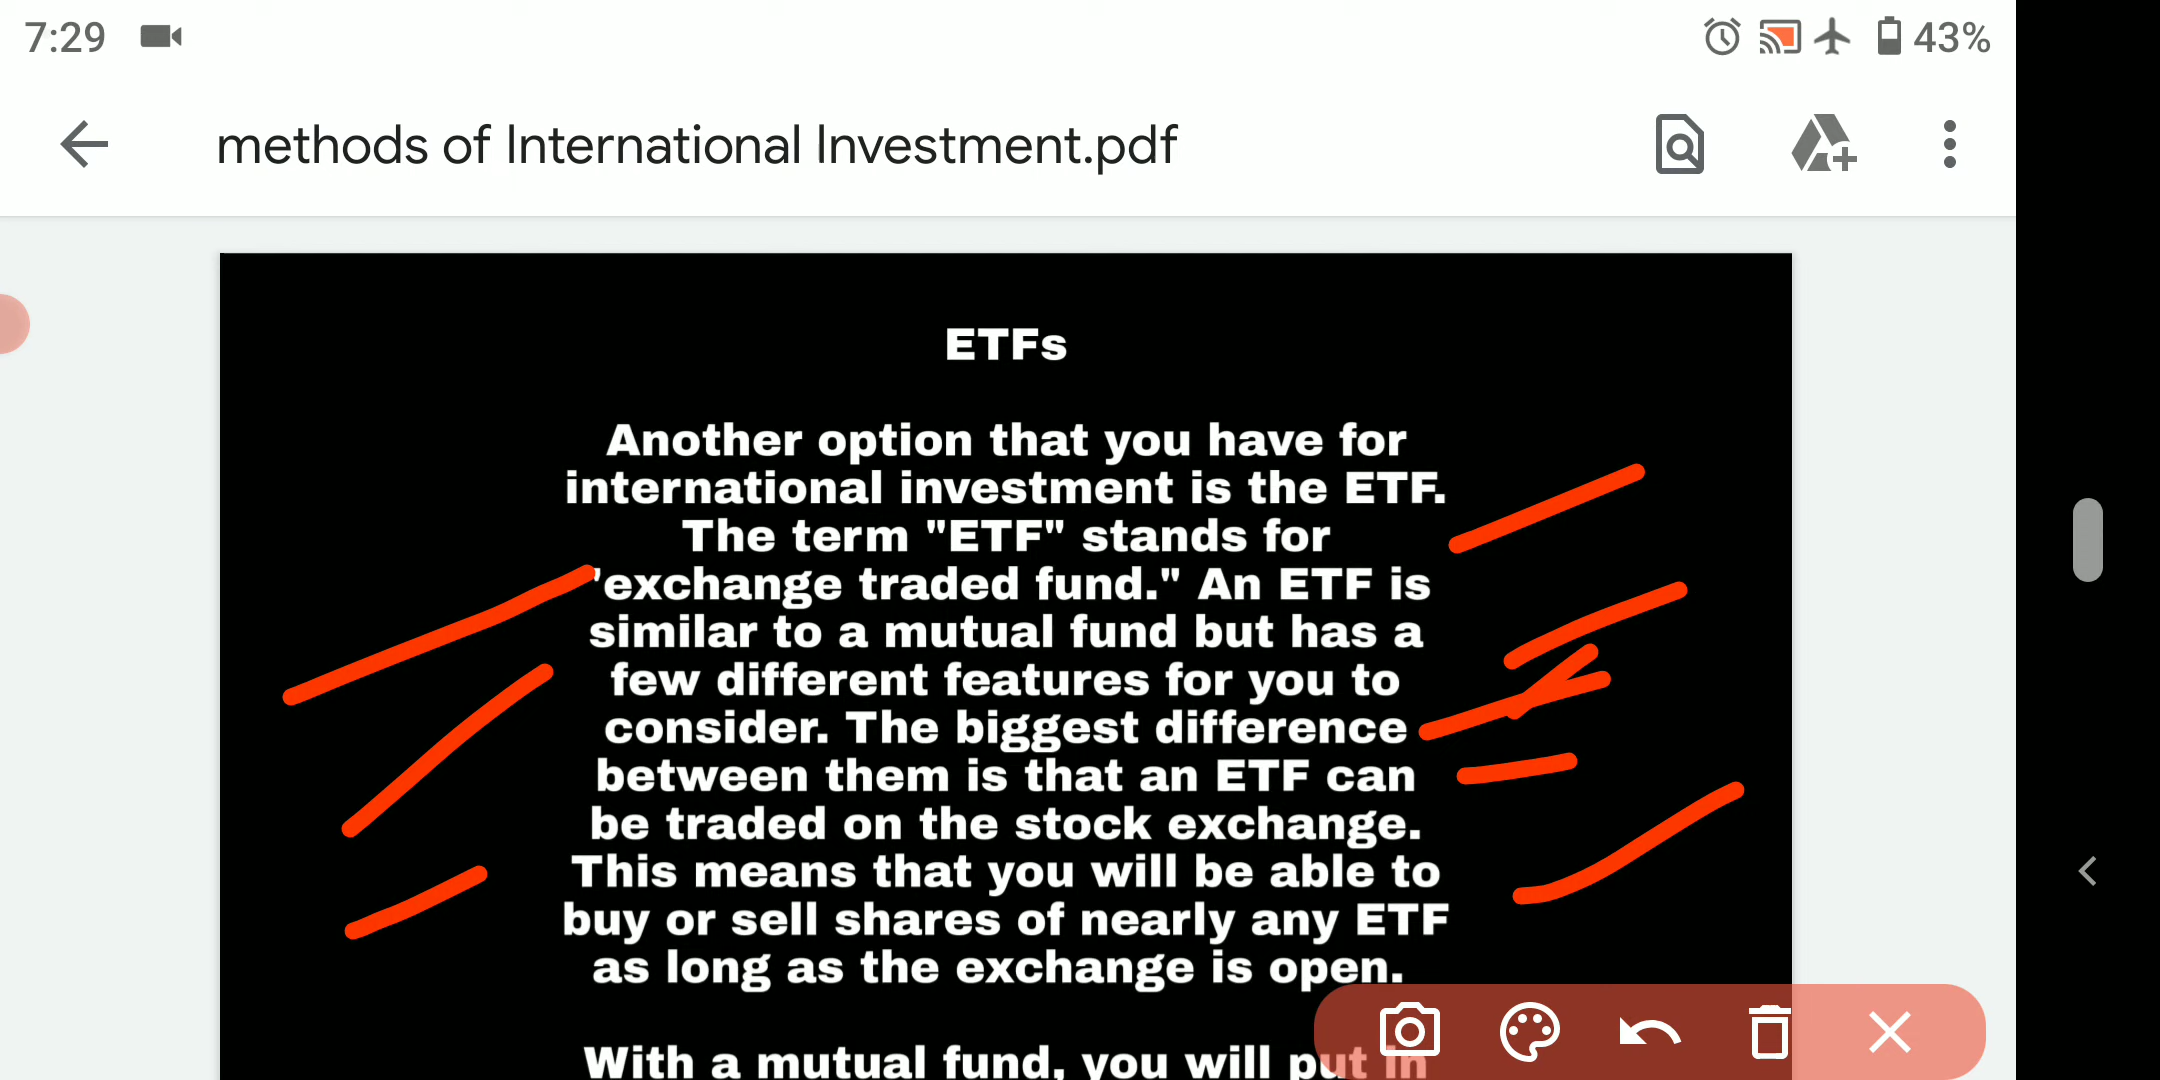 7:29
43%
methods of International Investment.pdf
ETFs
Another option that you have for
international investment is the ETF.
The term "ETF" stands for
"exchange traded fund." An ETF is
similar to a mutual fund but has a
few different features for you to
consider. The biggest difference
between them is that an ETF can
be traded on the stock exchange.
This means that you will be able to
buy or sell shares of nearly any ETF
as long as the exchange is open.
With a mutual fund, you will put in